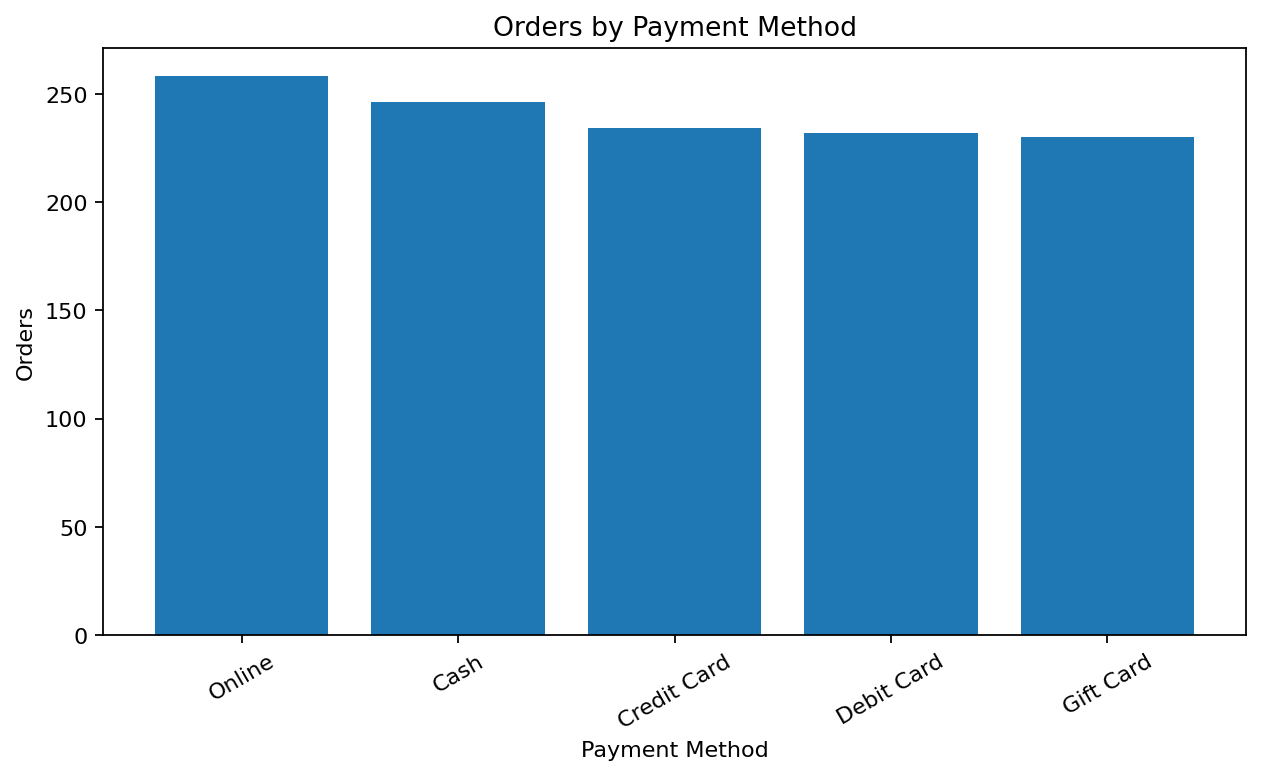 Orders by Payment Method
Orders
250
200
150
100
50
0
Online
Cash
Credit Card
Debit Card
Gift Card
Payment Method